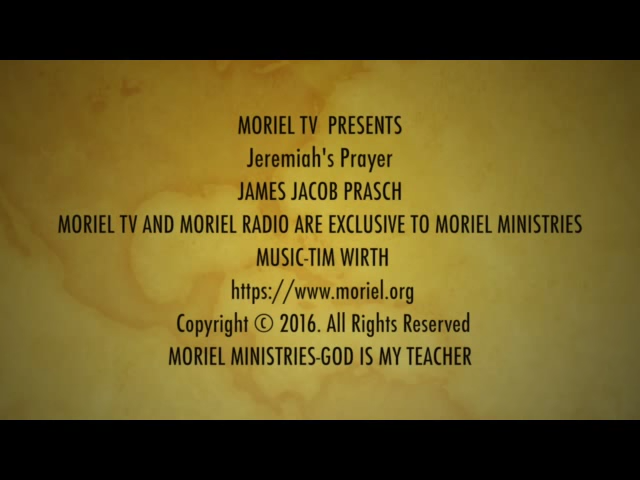 MORIEL TV  PRESENTS
Jeremiah's Prayer
JAMES JACOB PRASCH
MORIEL TV AND MORIEL RADIO ARE EXCLUSIVE TO MORIEL MINISTRIES
MUSIC-TIM WIRTH
https://www.moriel.org
Copyright © 2016. All Rights Reserved
MORIEL MINISTRIES-GOD IS MY TEACHER